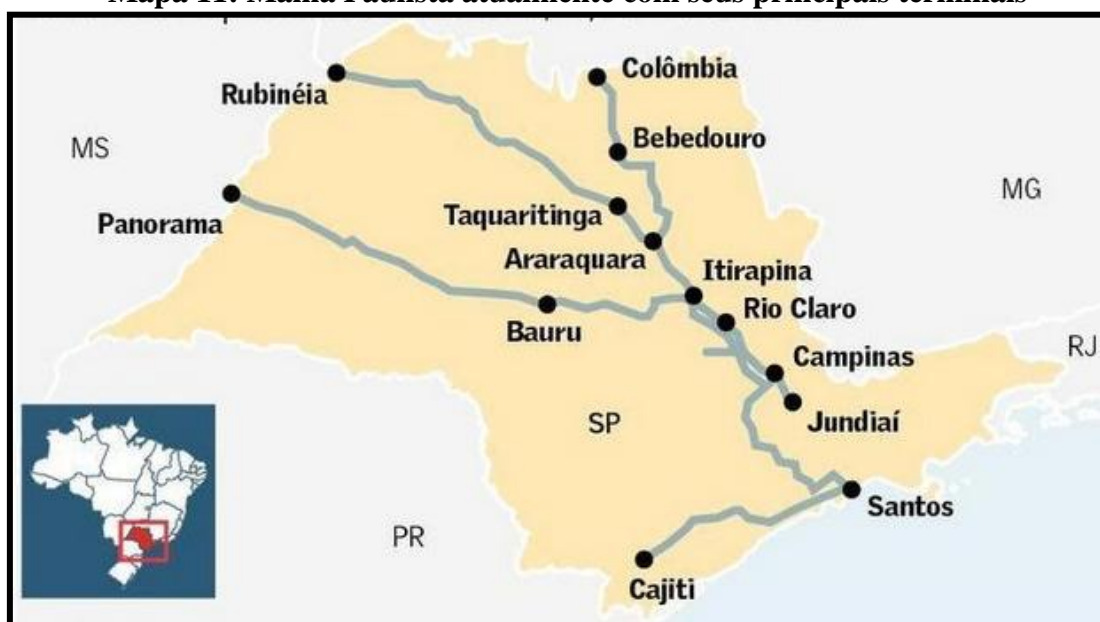 Mapa 11: Malha Paulista atualmente com seus principais terminais
Colômbia
Rubinéia
Bebedouro
MS
MG
Panorama
Taquaritinga
Araraquara
Itirapina
Rio Claro
Bauru
RJ
Campinas
SP
Jundiaí
Santos
PR
Cajiti